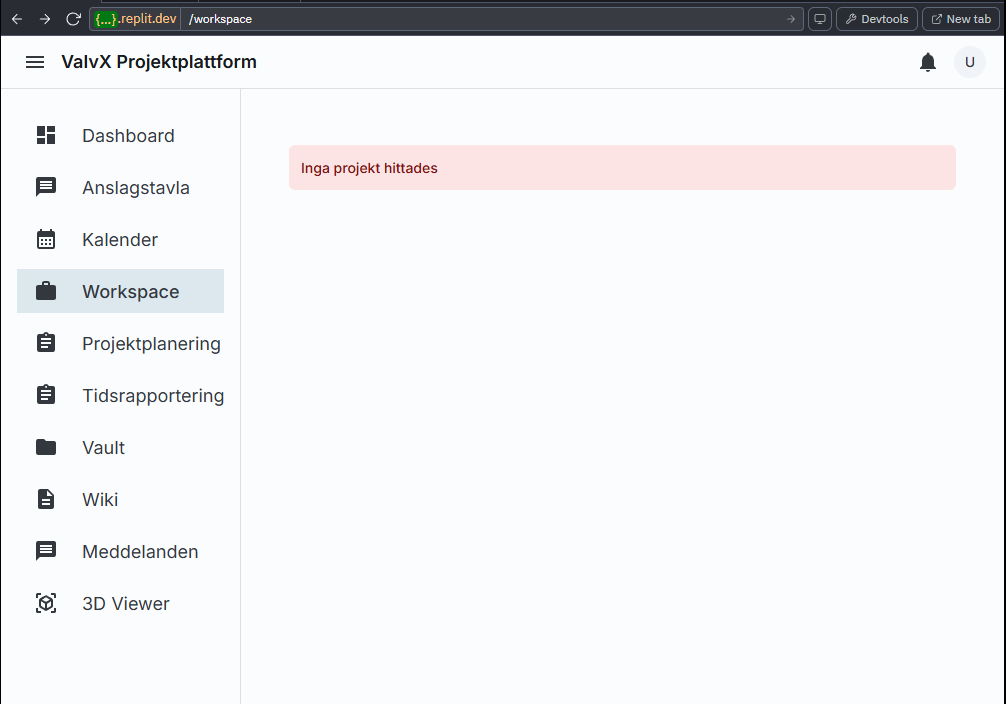 {...}.replit.dev /workspace Devtools New tab
ValvX Projektplattform U
Dashboard
Inga projekt hittades
Anslagstavla
Kalender
Workspace
Projektplanering
Tidsrapportering
Vault
Wiki
Meddelanden
3D Viewer